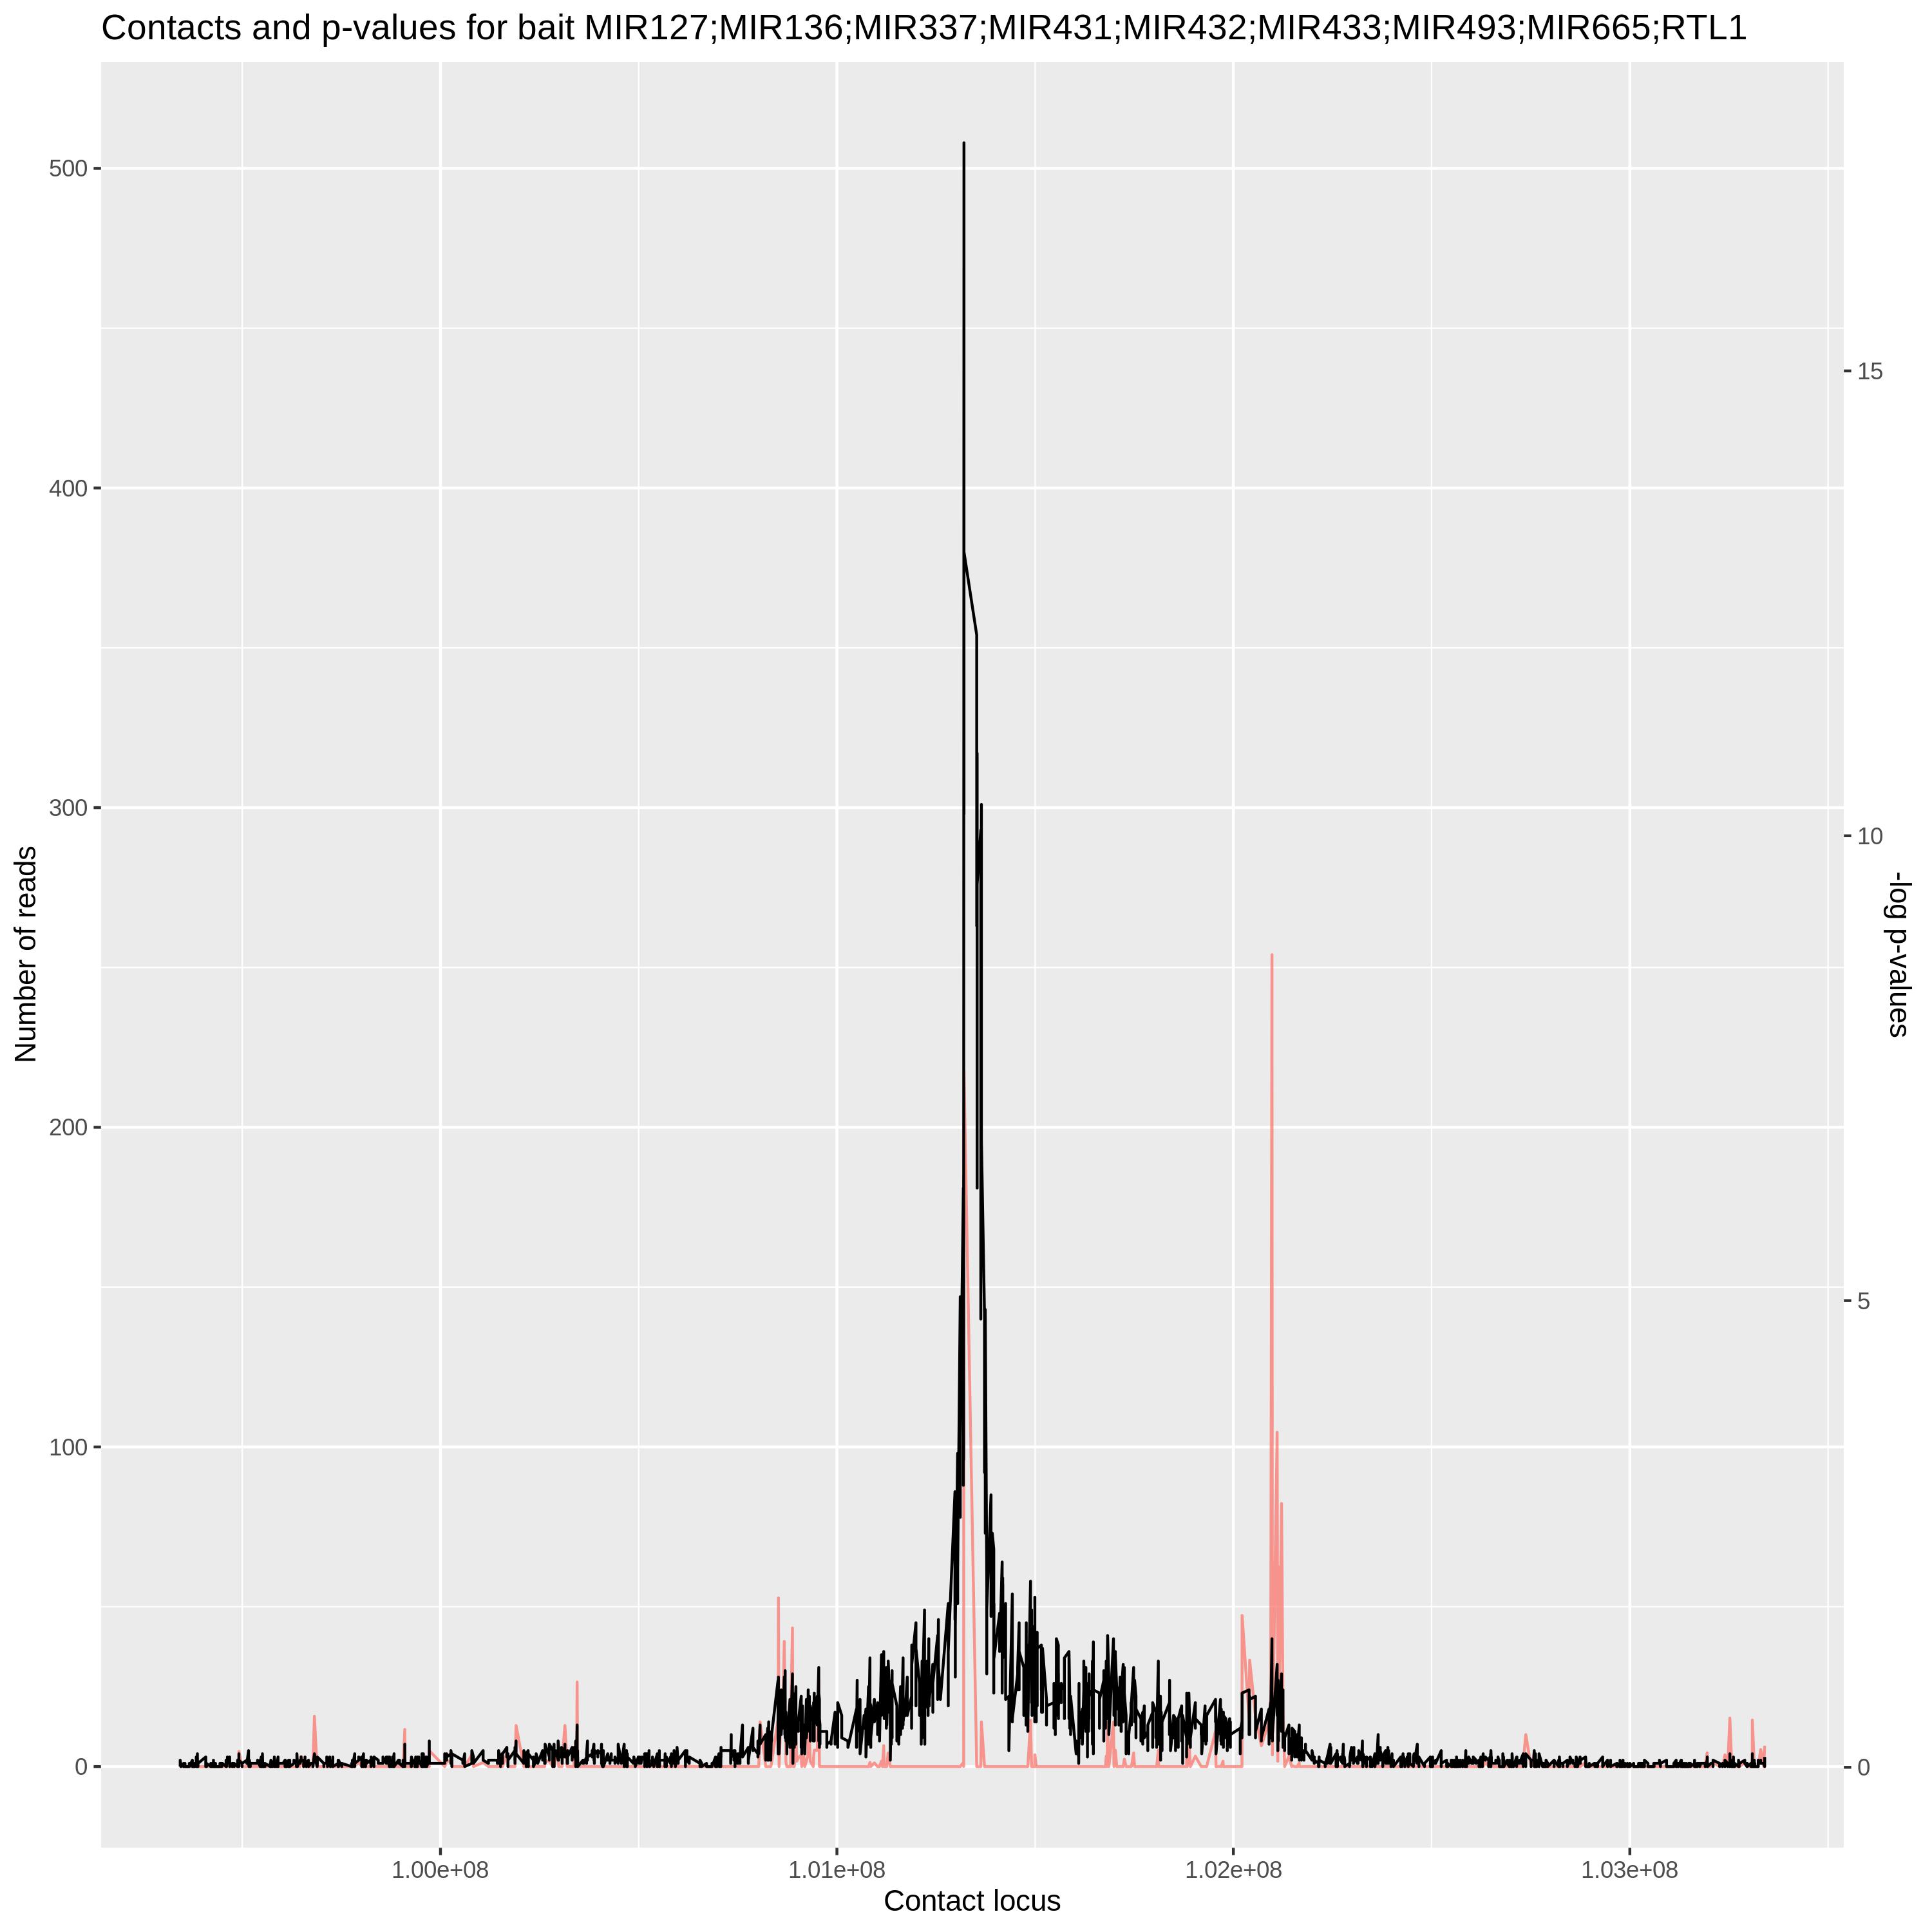 Contacts and p-values for bait MIR127;MIR136;MIR337;MIR431;MIR432;MIR433;MIR493;MIR665;RTL1
500
400
300
200
100
0
Number of reads
15
10
5
0
-log p-values
1.00e+08
1.01e+08
1.02e+08
1.03e+08
Contact locus